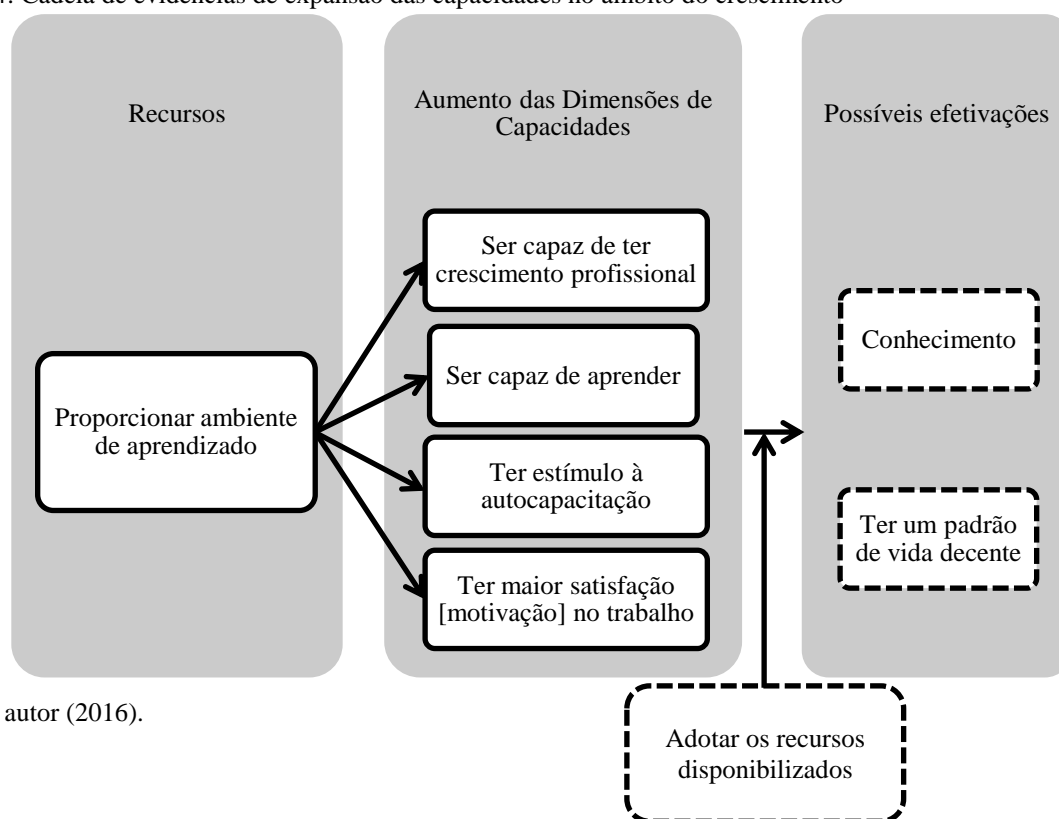 Cadeia de evidências de expansão das capacidades no âmbito do crescimento
Recursos
Aumento das Dimensões de
Capacidades
Possíveis efetivações
Ser capaz de ter
crescimento profissional
Ser capaz de aprender
Proporcionar ambiente
de aprendizado
Ter estímulo à
autocapacitação
Ter maior satisfação
[motivação] no trabalho
Conhecimento
Ter um padrão
de vida decente
autor (2016).
Adotar os recursos
disponibilizados